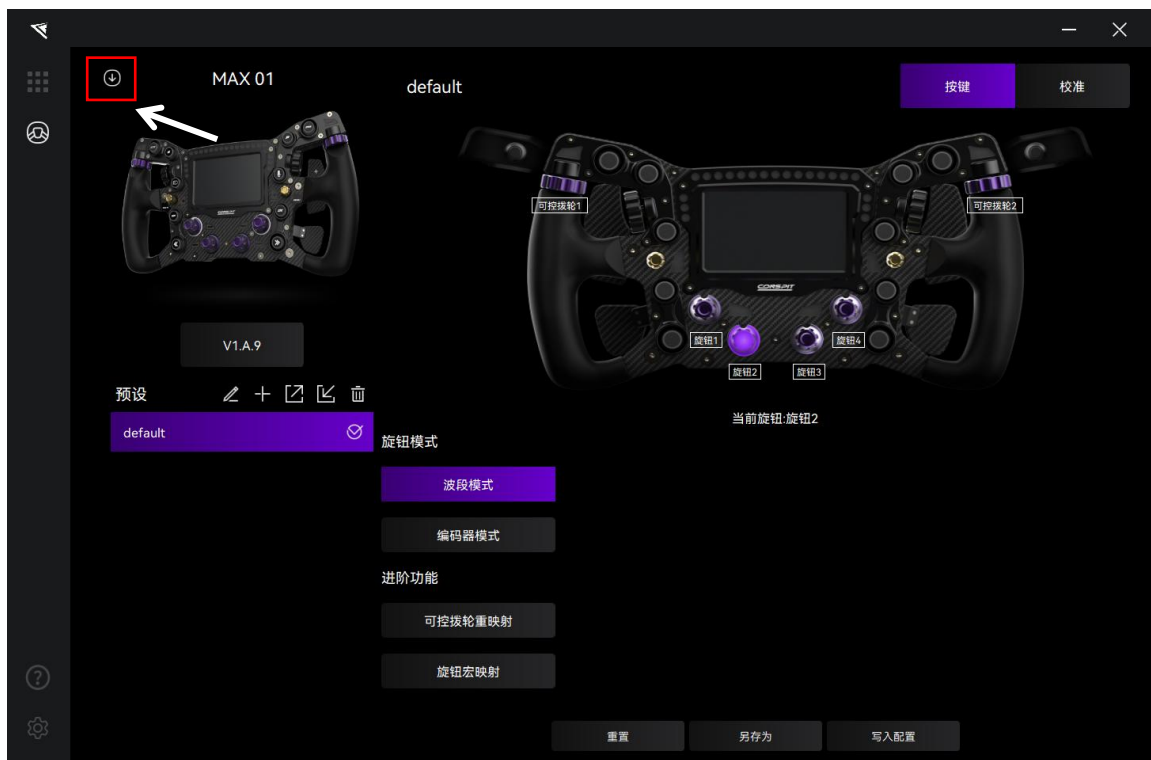 MAX 01
default
按键
校准
可控拨轮1
可控拨轮2
CORSPIT
旋钮1
旋钮4
旋钮2
旋钮3
当前旋钮:旋钮2
V1.A.9
预设
default
旋钮模式
波段模式
编码器模式
进阶功能
可控拨轮重映射
旋钮宏映射
重置
另存为
写入配置